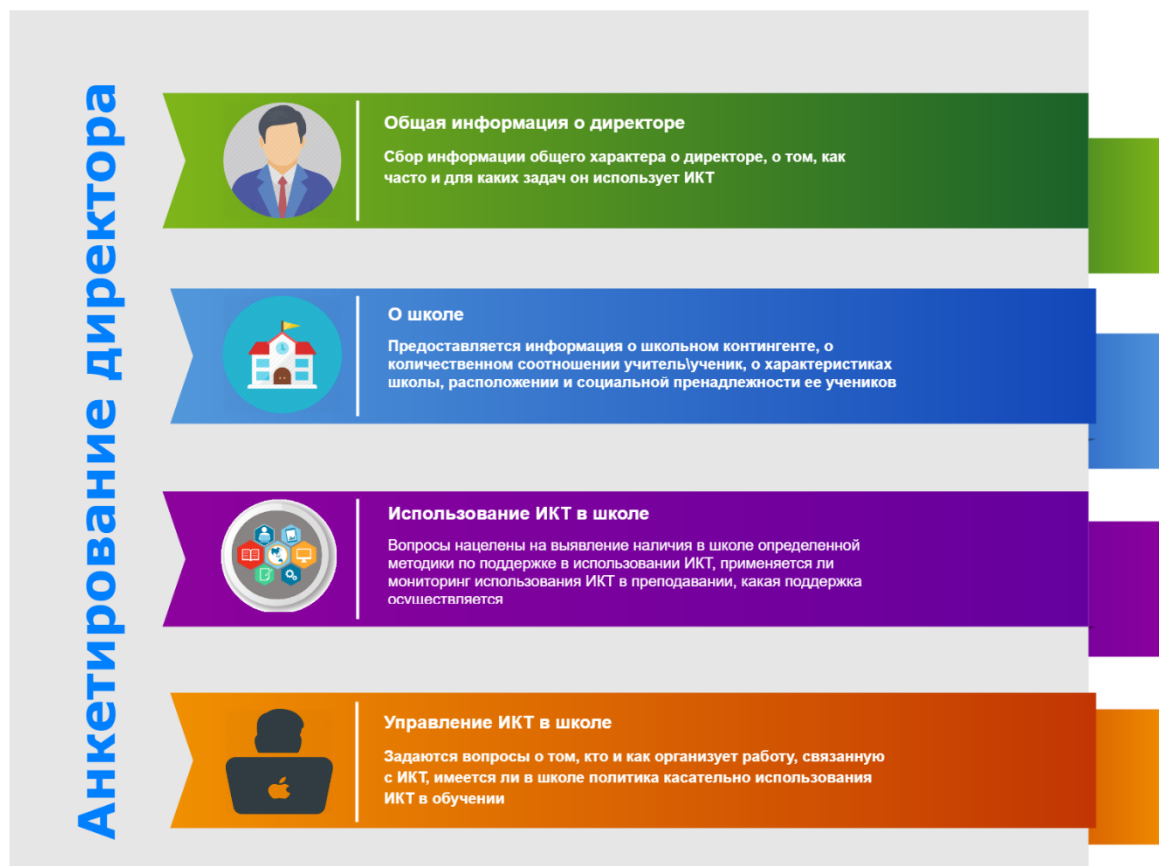 Анкетирование директора
Общая информация о директоре
Сбор информации общего характера о директоре, о том, как
часто и для каких задач он использует ИКТ
О школе
Предоставляется информация о школьном контингенте, о
количественном соотношении учитель\ученик, о характеристиках
школы, расположении и социальной пренадлежности ее учеников
Использование ИКТ в школе
Вопросы нацелены на выявление наличия в школе определенной
методики по поддержке в использовании ИКТ, применяется ли
мониторинг использования ИКТ в преподавании, какая поддержка
осуществляется
Управление ИКТ в школе
Задаются вопросы о том, кто и как организует работу, связанную
с ИКТ, имеется ли в школе политика касательно использования
ИКТ в обучении